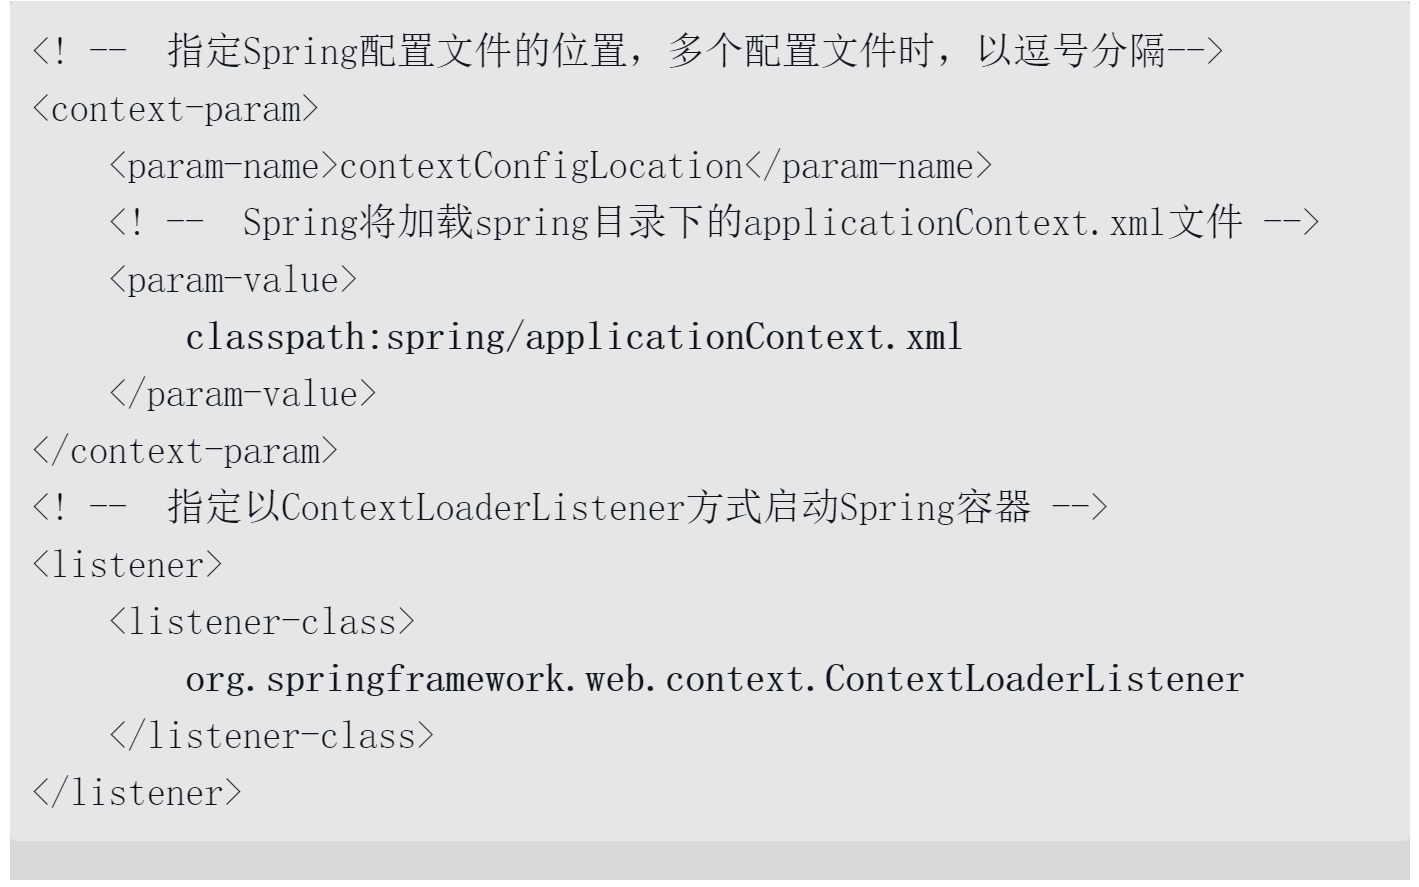 <! --  指定Spring配置文件的位置，多个配置文件时，以逗号分隔-->
<context-param>
    <param-name>contextConfigLocation</param-name>
    <! --  Spring将加载spring目录下的applicationContext.xml文件 -->
    <param-value>
        classpath:spring/applicationContext.xml
    </param-value>
</context-param>
<! --  指定以ContextLoaderListener方式启动Spring容器 -->
<listener>
    <listener-class>
        org.springframework.web.context.ContextLoaderListener
    </listener-class>
</listener>